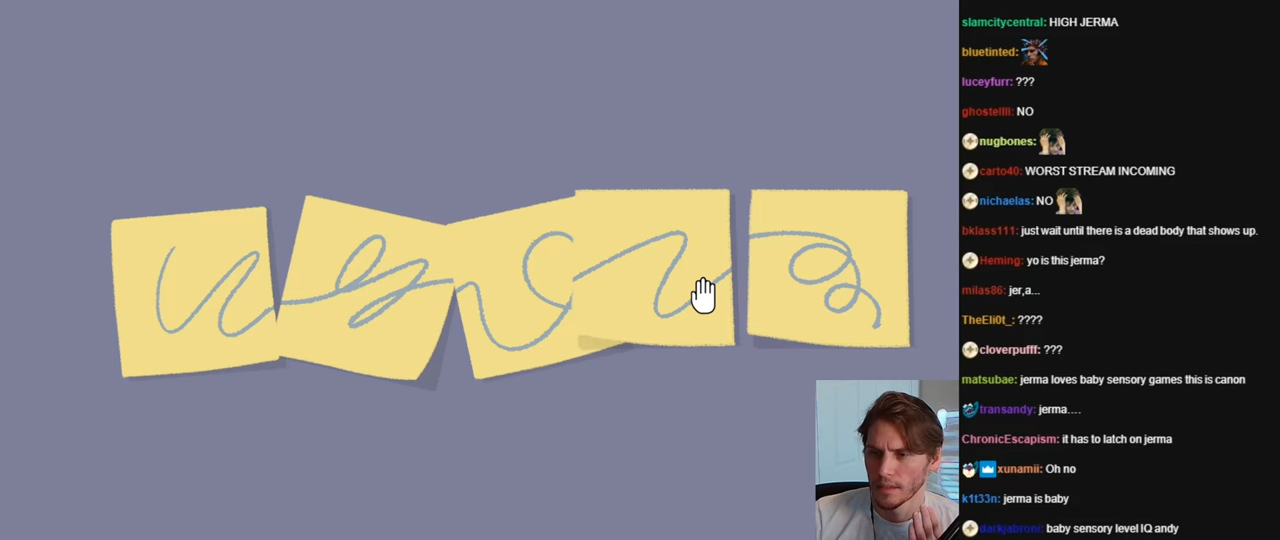 slamcitycentral: HIGH JERMA
bluetinted:
luceyfurr: ???
ghostellll: NO
nugbones:
carto40: WORST STREAM INCOMING
nichaelas: NO
bklass111: just wait until there is a dead body that shows up.
Heming: yo is this jerma?
milas86: jer,a...
TheEli0t_: ????
cloverpufff: ???
matsubae: jerma loves baby sensory games this is canon
transandy: jerma....
ChronicEscapism: it has to latch on jerma
xunamii: Oh no
k1t33n: jerma is baby
darkjabroni: baby sensory level IQ andy